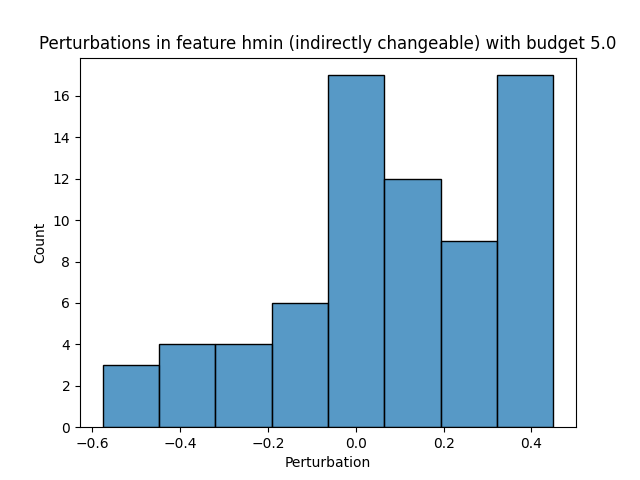 Perturbations in feature hmin (indirectly changeable) with budget 5.0
Count
16
14
12
10
8
6
4
2
0
−0.6 −0.4 −0.2 0.0 0.2 0.4
Perturbation